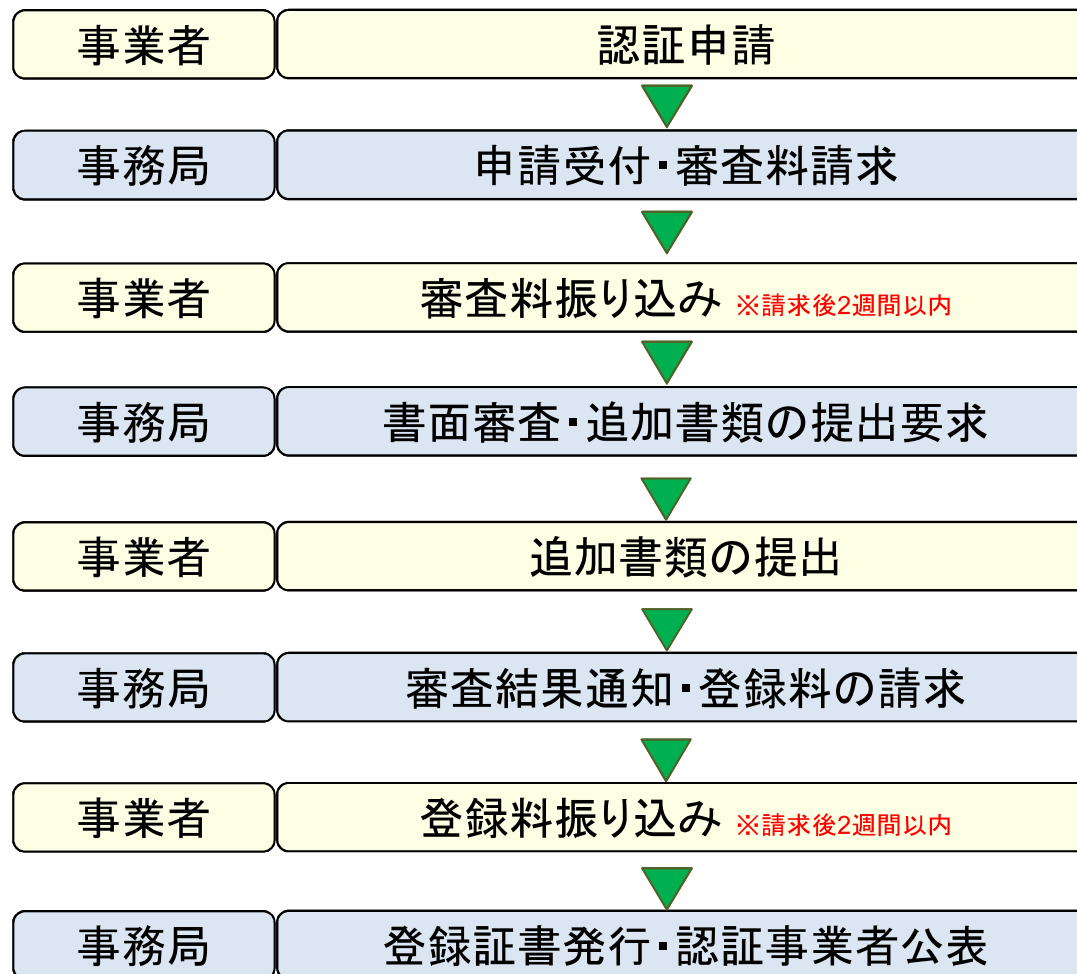 事業者 認証申請
事務局 申請受付・審査料請求
事業者 審査料振り込み ※請求後2週間以内
事務局 書面審査・追加書類の提出要求
事業者 追加書類の提出
事務局 審査結果通知・登録料の請求
事業者 登録料振り込み ※請求後2週間以内
事務局 登録証書発行・認証事業者公表